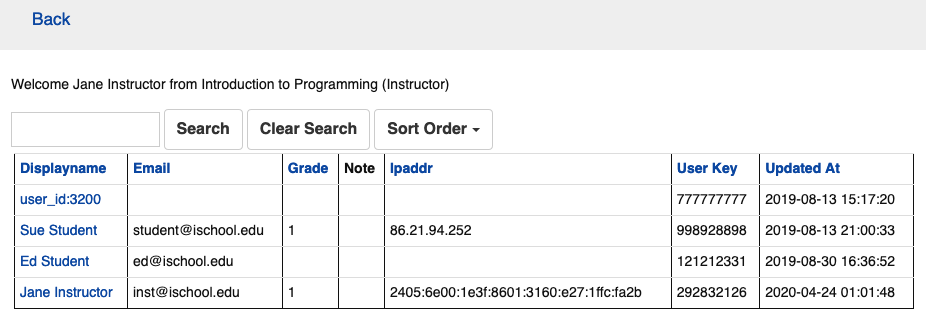 Back
Welcome Jane Instructor from Introduction to Programming (Instructor)
Search Clear Search Sort Order
Displayname Email Grade Note Ipaddr User Key Updated At
user_id:3200 777777777 2019-08-13 15:17:20
Sue Student student@ischool.edu 1 86.21.94.252 998928898 2019-08-13 21:00:33
Ed Student ed@ischool.edu 121212331 2019-08-30 16:36:52
Jane Instructor inst@ischool.edu 1 2405:6e00:1e3f:8601:3160:e27:1ffc:fa2b 292832126 2020-04-24 01:01:48